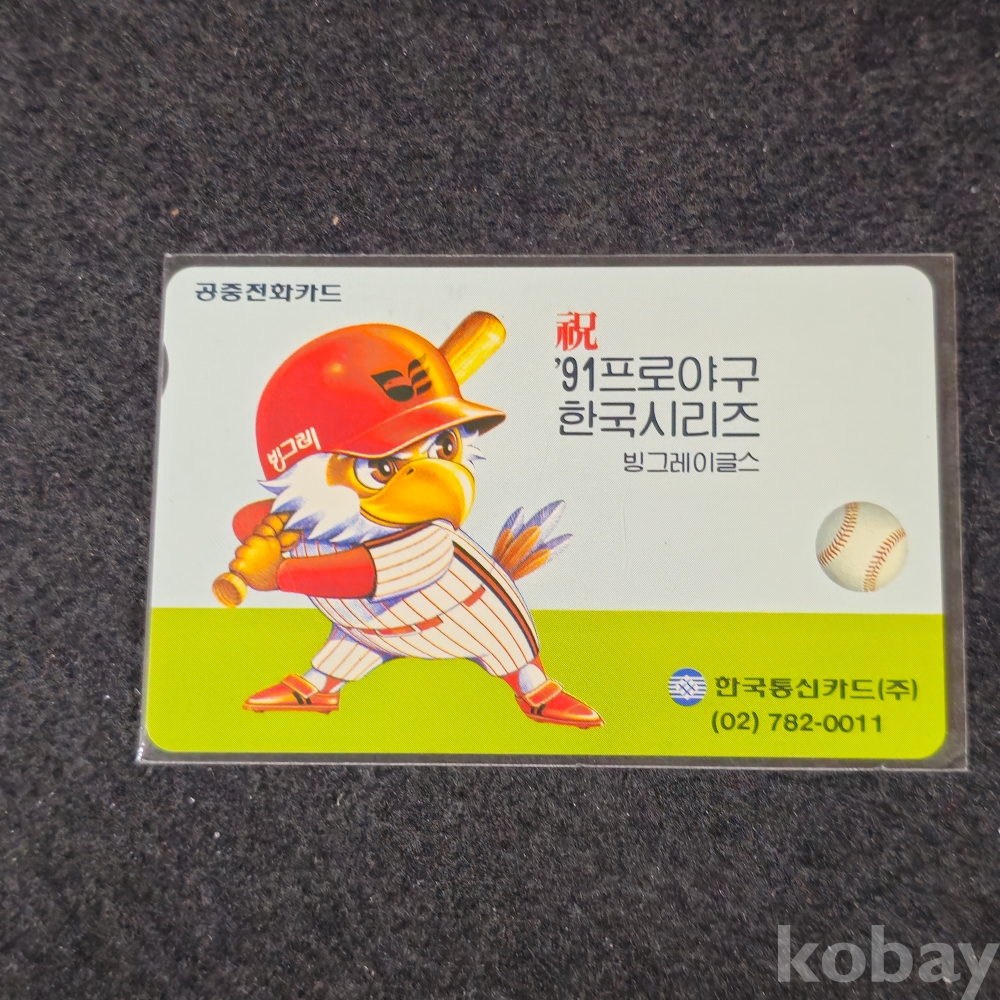 공중전화카드
祝
'91프로야구
한국시리즈
빙그레이글스
빙그레
한국통신카드(주)
(02) 782-0011
kobay